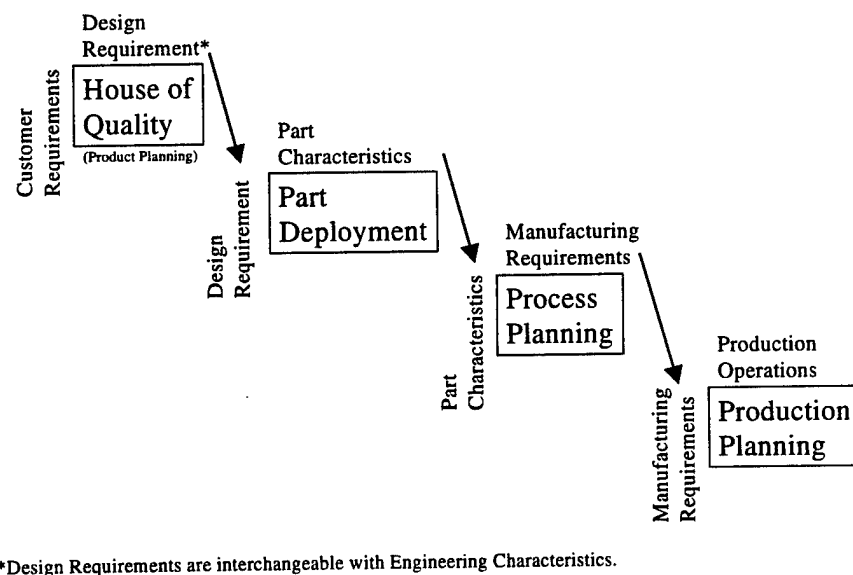 Design
Requirement*
Customer
Requirements
House of
Quality
(Product Planning)
Part
Characteristics
Design
Requirement
Part
Deployment
Manufacturing
Requirements
Part
Characteristics
Process
Planning
Production
Operations
Manufacturing
Requirements
Production
Planning
*Design Requirements are interchangeable with Engineering Characteristics.